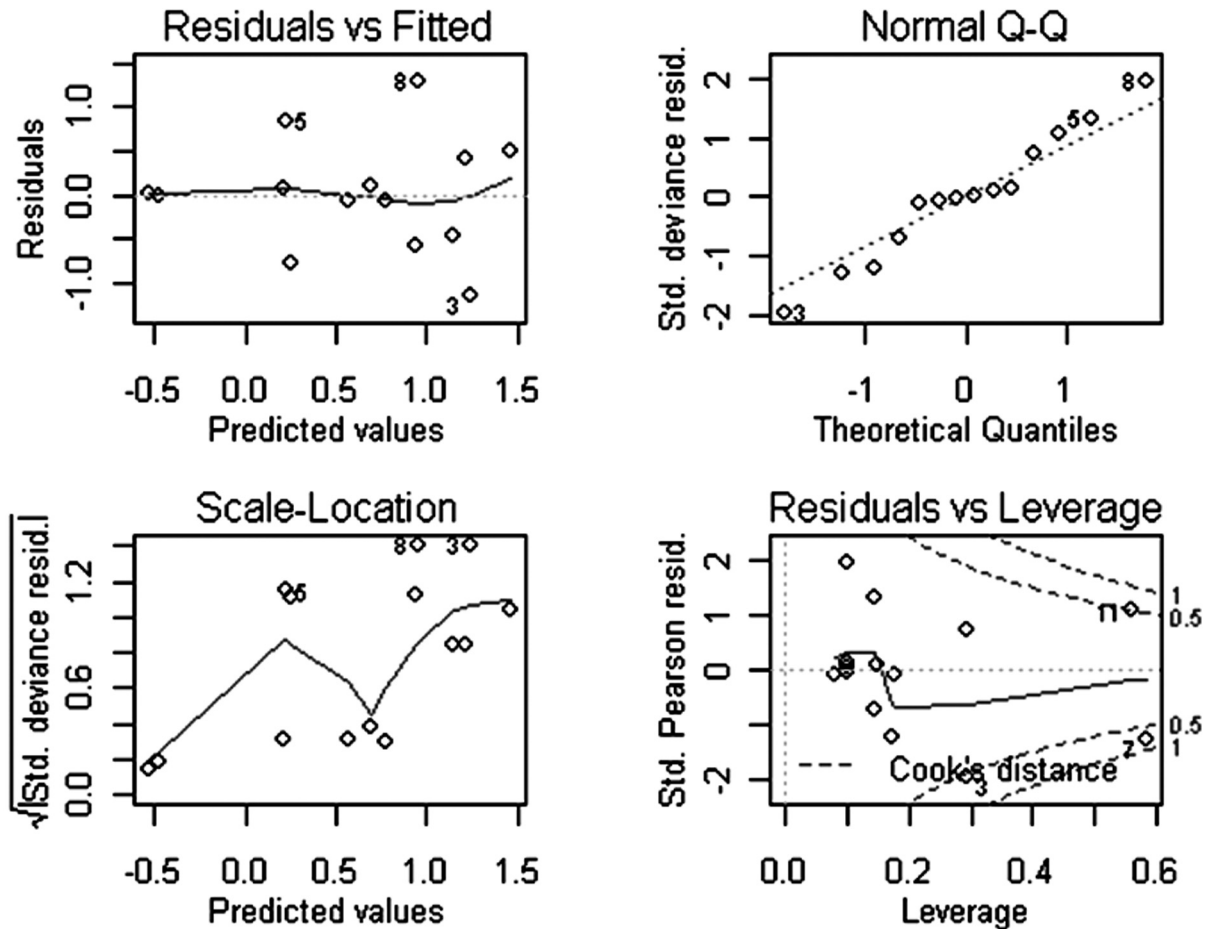 Residuals vs Fitted
Residuals
1.0
0.0
-1.0
8
5
3
-0.5 0.0 0.5 1.0 1.5
Predicted values
Normal Q-Q
Std. deviance resid.
2
1
0
-1
-2
8
5
3
-1 0 1
Theoretical Quantiles
Scale-Location
√|Std. deviance resid.|
1.2
0.6
0.0
8 3
5
-0.5 0.0 0.5 1.0 1.5
Predicted values
Residuals vs Leverage
Std. Pearson resid.
2
1
0
-2
1
0.5
0.5
1
3
Cook's distance
0.0 0.2 0.4 0.6
Leverage